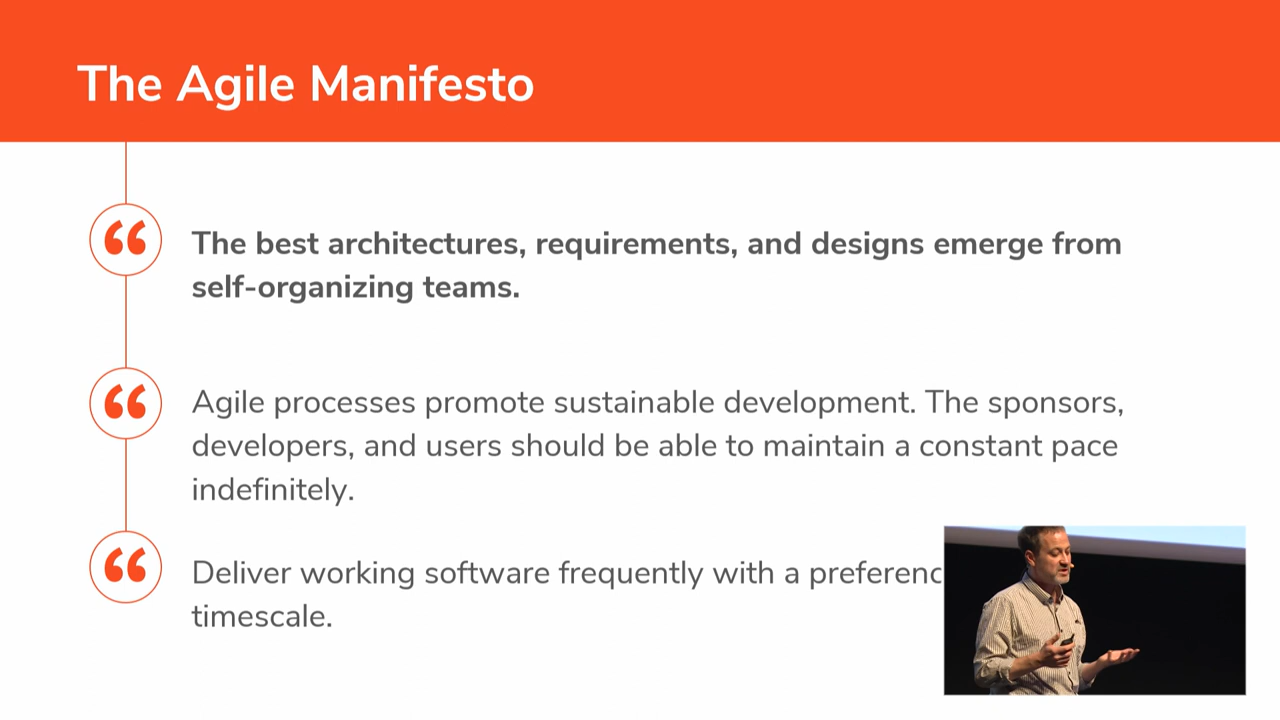 The Agile Manifesto
The best architectures, requirements, and designs emerge from
self-organizing teams.
Agile processes promote sustainable development. The sponsors,
developers, and users should be able to maintain a constant pace
indefinitely.
Deliver working software frequently with a
timescale.